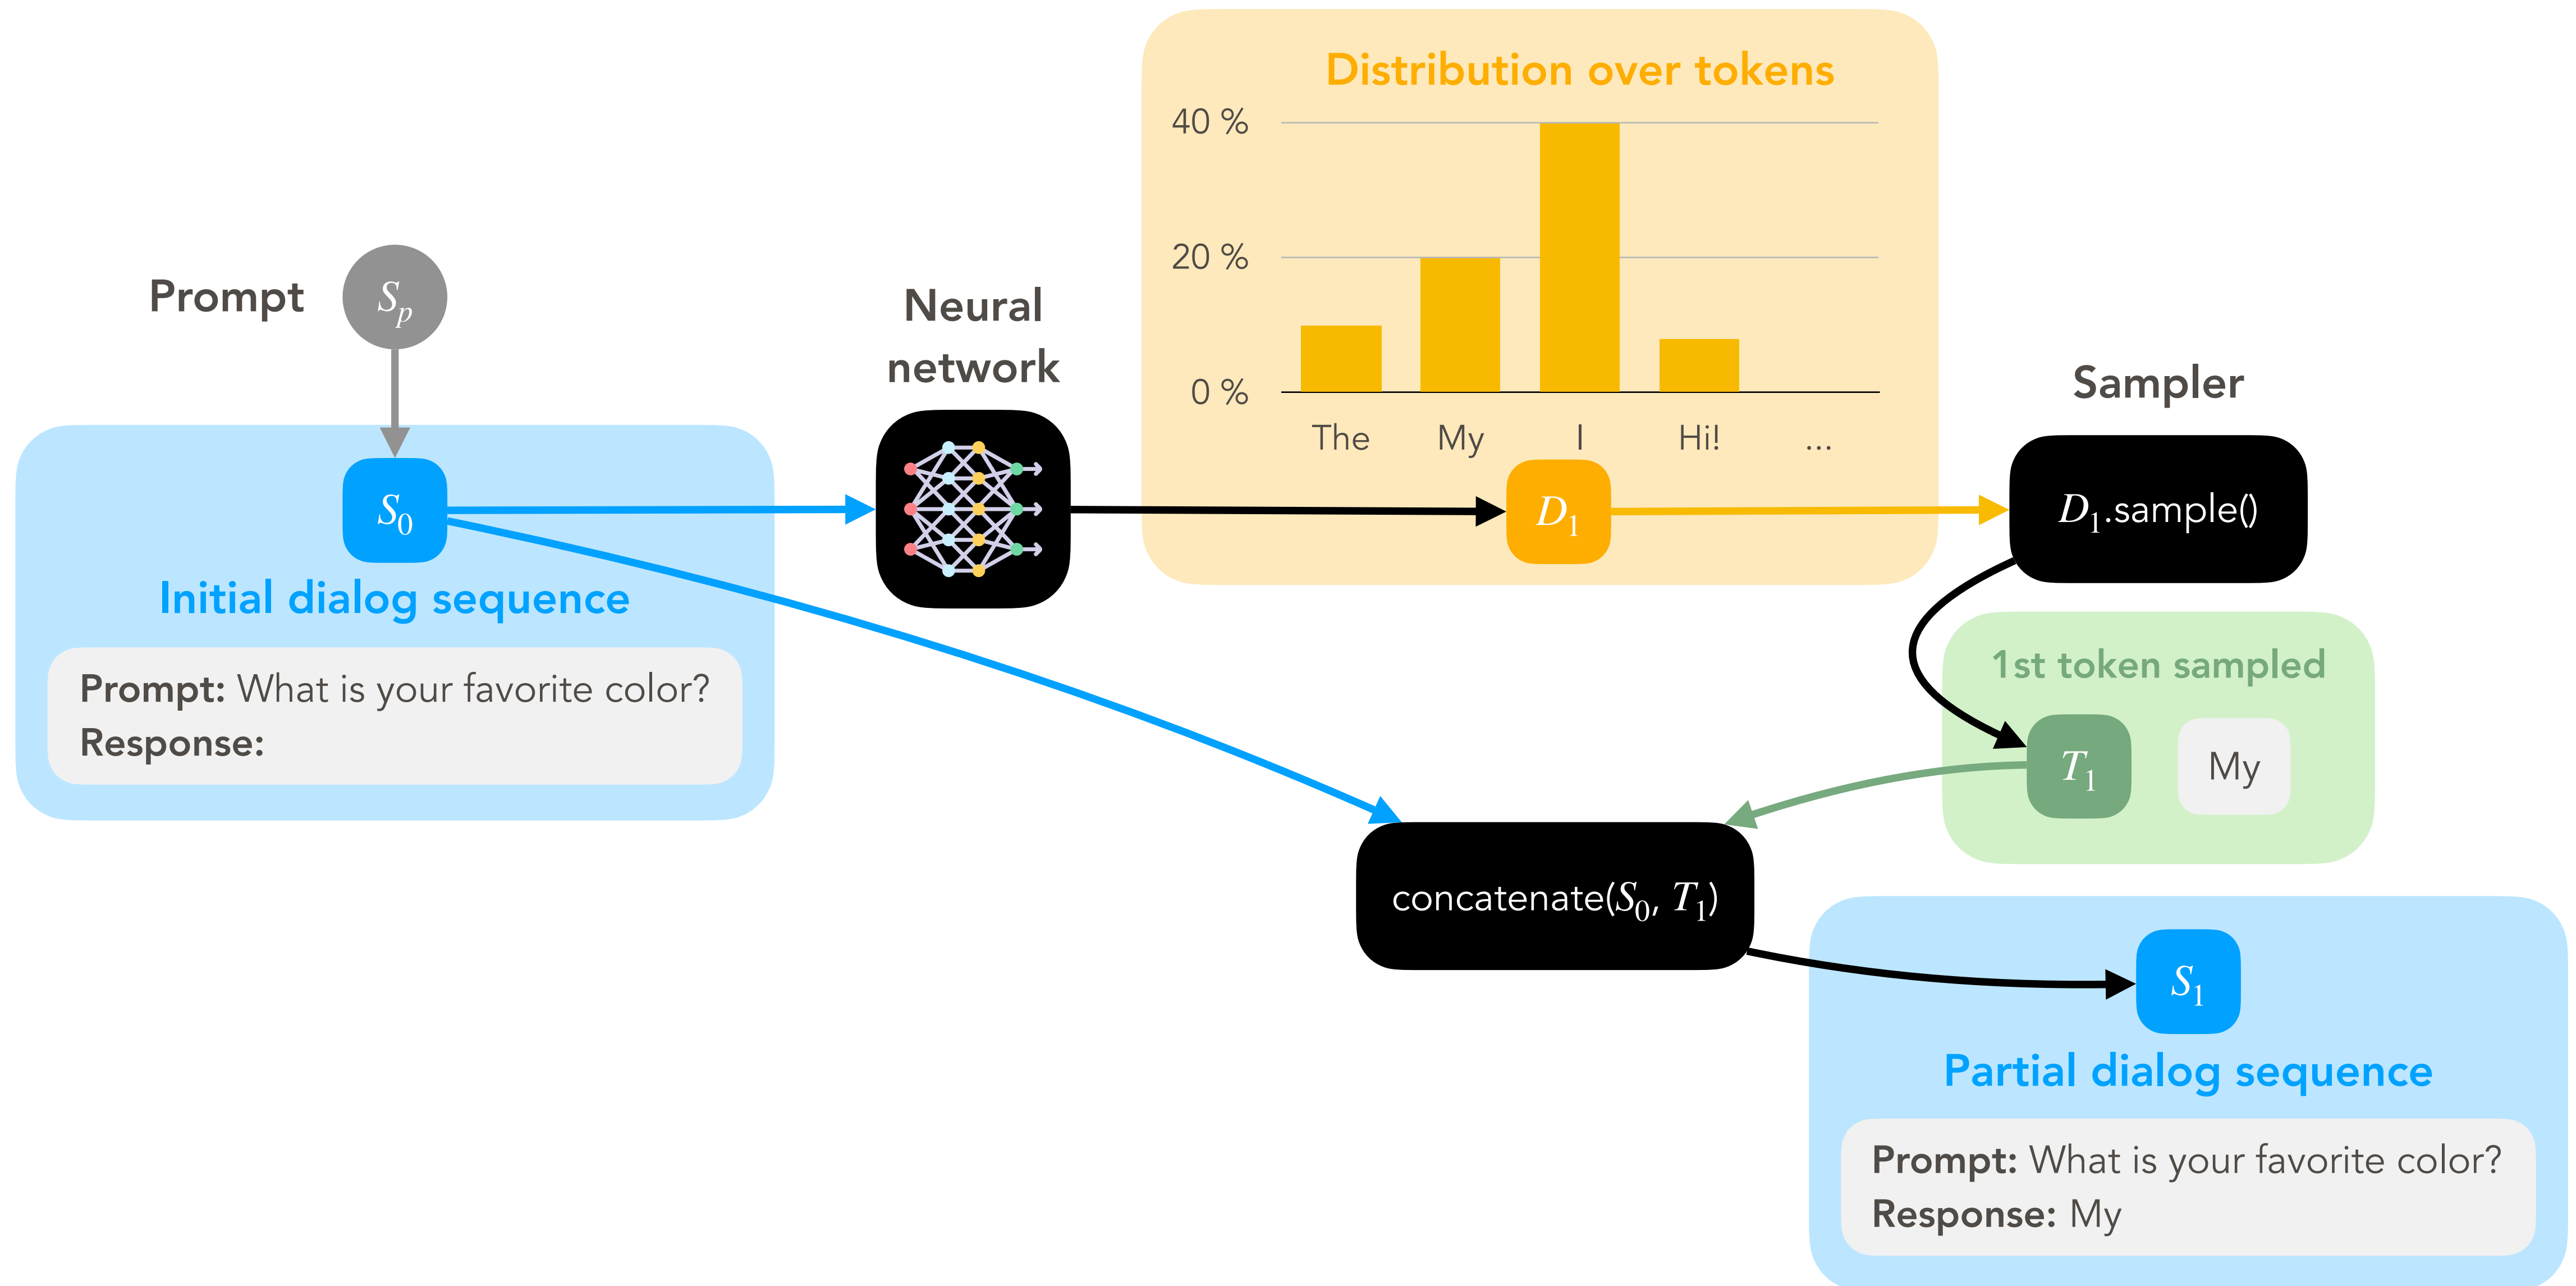 Distribution over tokens
40 %
20 %
0 %
The My I Hi! ...
Prompt
Sₚ
Neural
network
Sampler
S₀
D₁
D₁.sample()
Initial dialog sequence
Prompt: What is your favorite color?
Response:
1st token sampled
T₁
My
concatenate(S₀, T₁)
S₁
Partial dialog sequence
Prompt: What is your favorite color?
Response: My